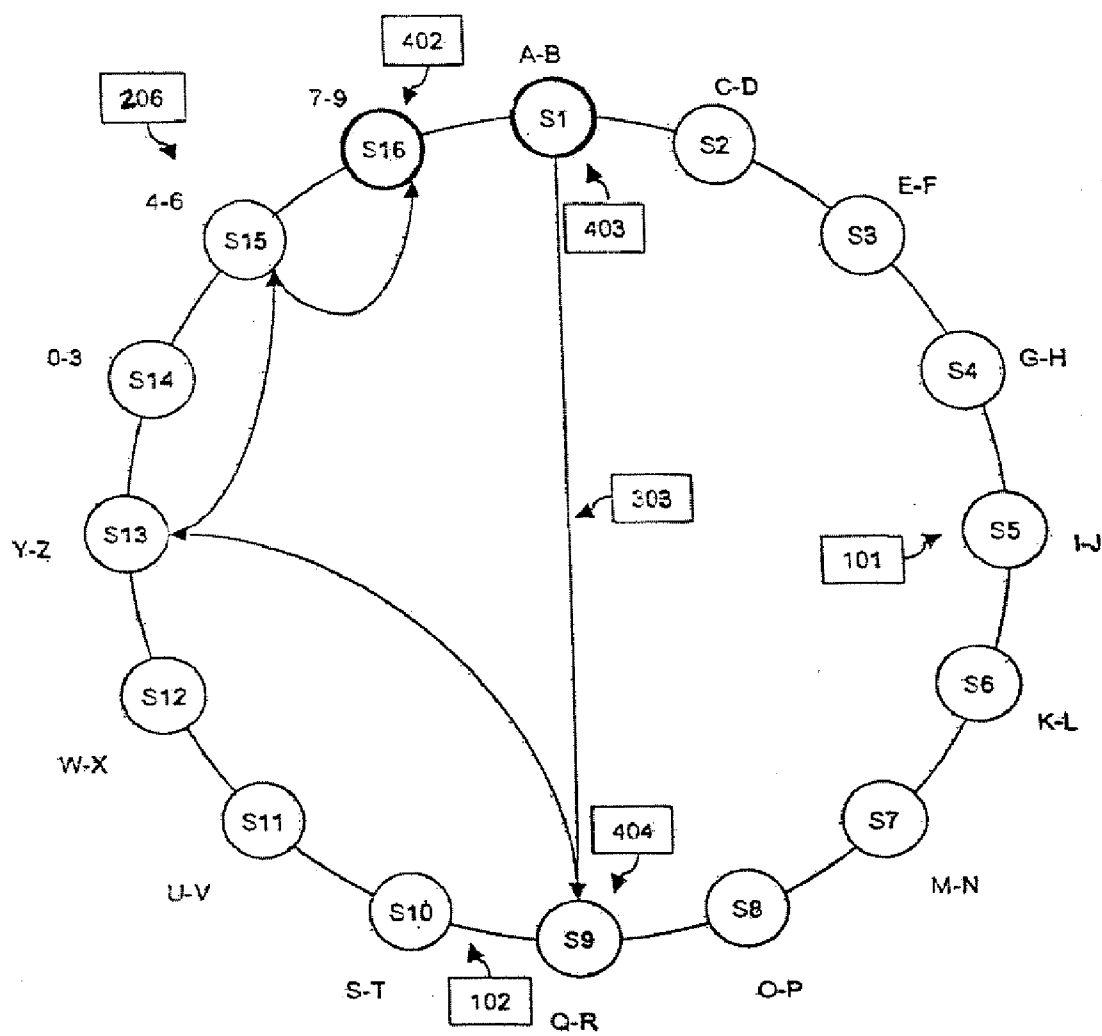 402
A-B
C-D
206
7-9
S1
S2
S16
4-6
E-F
403
S15
S3
0-3
G-H
S14
S4
303
S13
S5
Y-Z
101
I-J
S12
S6
K-L
W-X
S11
404
S7
U-V
M-N
S10
S9
S8
S-T
102
Q-R
O-P